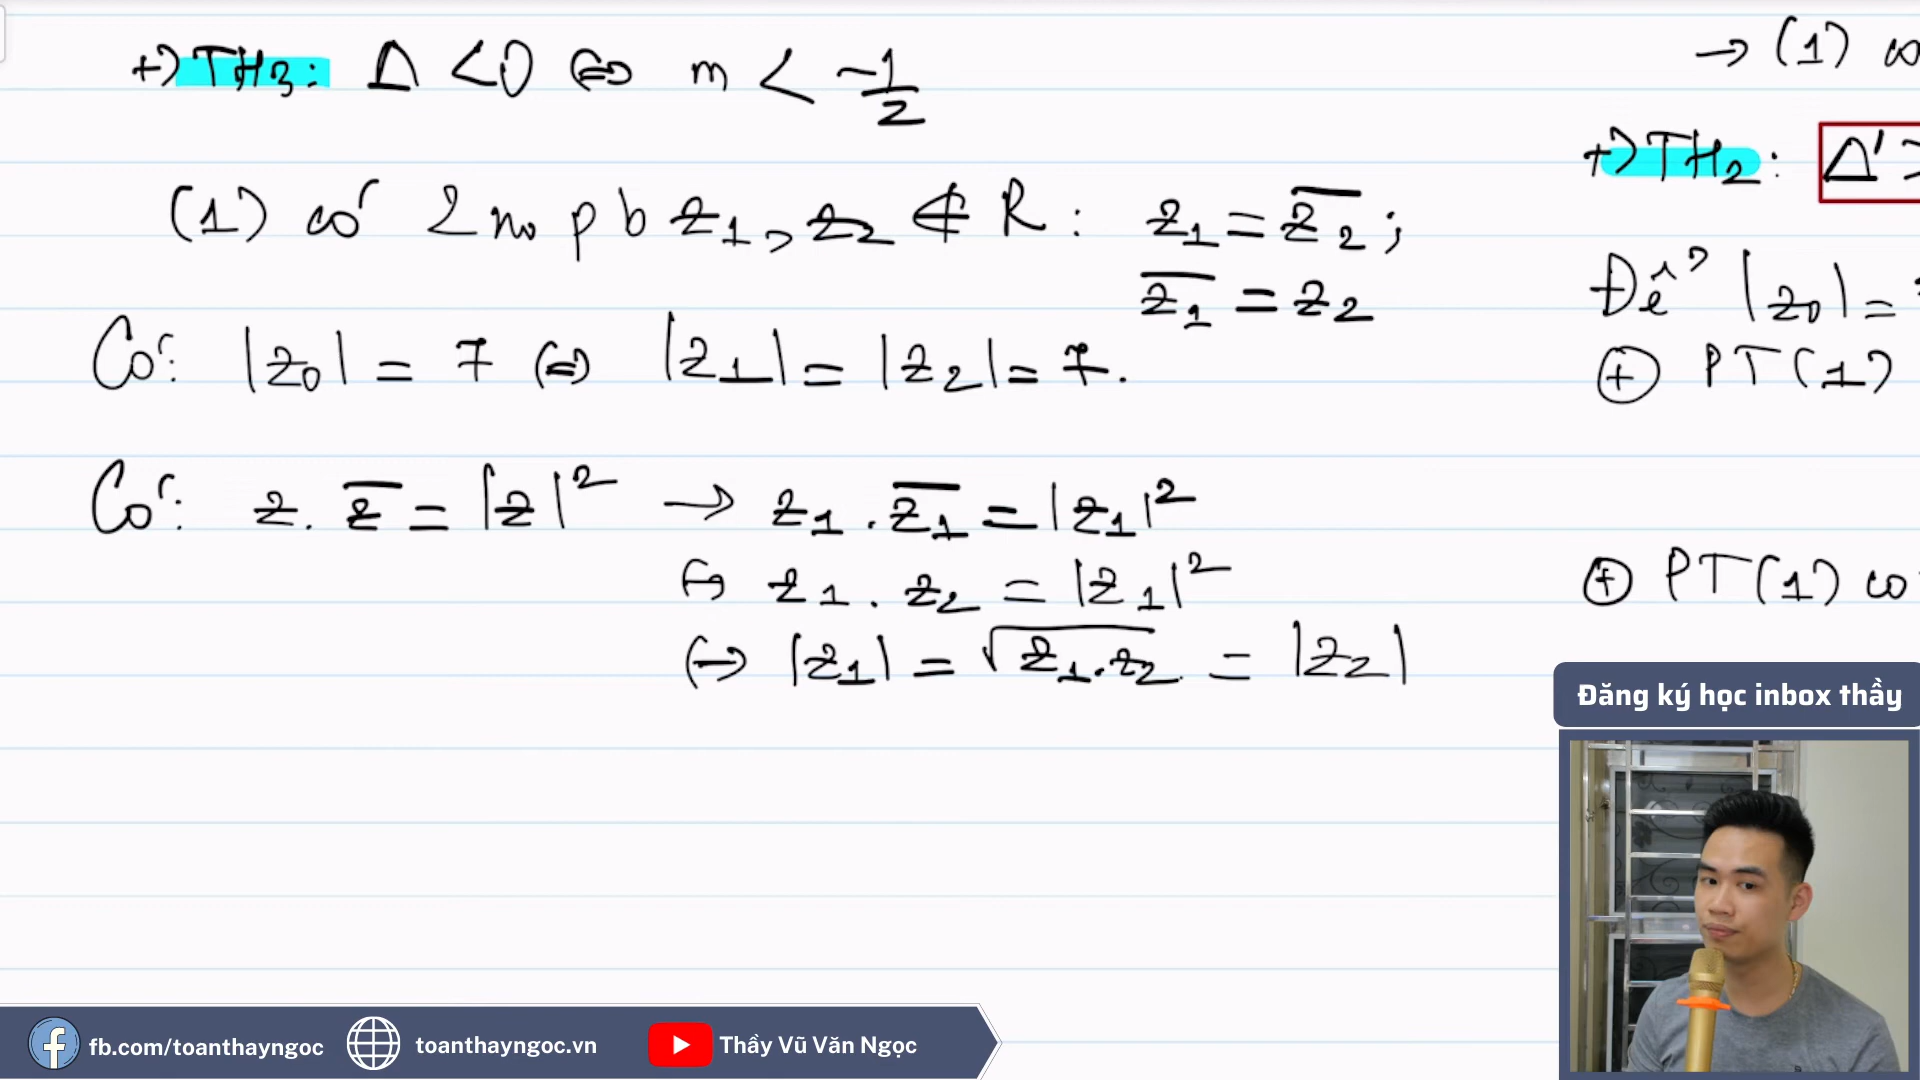 +) TH3: Δ < 0 ⇔ m < -1/2
(1) có 2 no pb z₁, z₂ ∉ R: z₁ = z̅₂;
z̅₁ = z₂
Có: |z₀| = 7 ⇔ |z₁| = |z₂| = 7.
Có: z. z̅ = |z|² → z₁ . z̅₁ = |z₁|²
↔ z₁ . z₂ = |z₁|²
↔ |z₁| = √z₁.z₂ = |z₂|
→ (1) có
+) TH2: Δ' >
Để |z₀| =
⊕ PT(1)
⊕ PT(1) có
Đăng ký học inbox thầy
fb.com/toanthayngoc
toanthayngoc.vn
Thầy Vũ Văn Ngọc